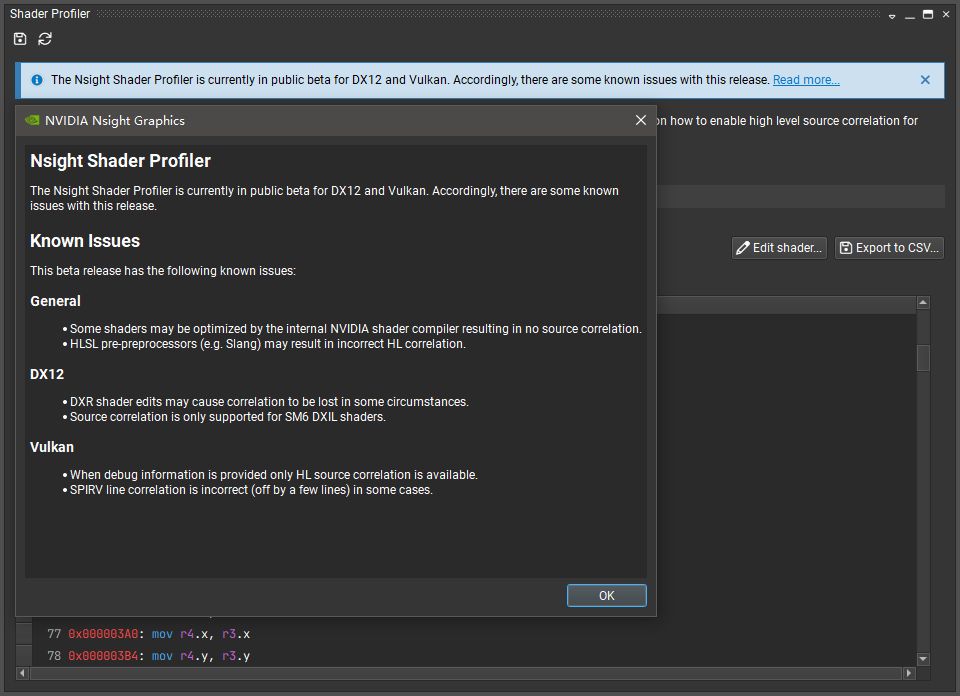 Shader Profiler
The Nsight Shader Profiler is currently in public beta for DX12 and Vulkan. Accordingly, there are some known issues with this release. Read more...
NVIDIA Nsight Graphics
on how to enable high level source correlation for
Nsight Shader Profiler
The Nsight Shader Profiler is currently in public beta for DX12 and Vulkan. Accordingly, there are some known
issues with this release.
Known Issues
Edit shader...
Export to CSV...
This beta release has the following known issues:
General
• Some shaders may be optimized by the internal NVIDIA shader compiler resulting in no source correlation.
• HLSL pre-preprocessors (e.g. Slang) may result in incorrect HL correlation.
DX12
• DXR shader edits may cause correlation to be lost in some circumstances.
• Source correlation is only supported for SM6 DXIL shaders.
Vulkan
• When debug information is provided only HL source correlation is available.
• SPIRV line correlation is incorrect (off by a few lines) in some cases.
OK
77 0x000003A0: mov r4.x, r3.x
78 0x000003B4: mov r4.y, r3.y